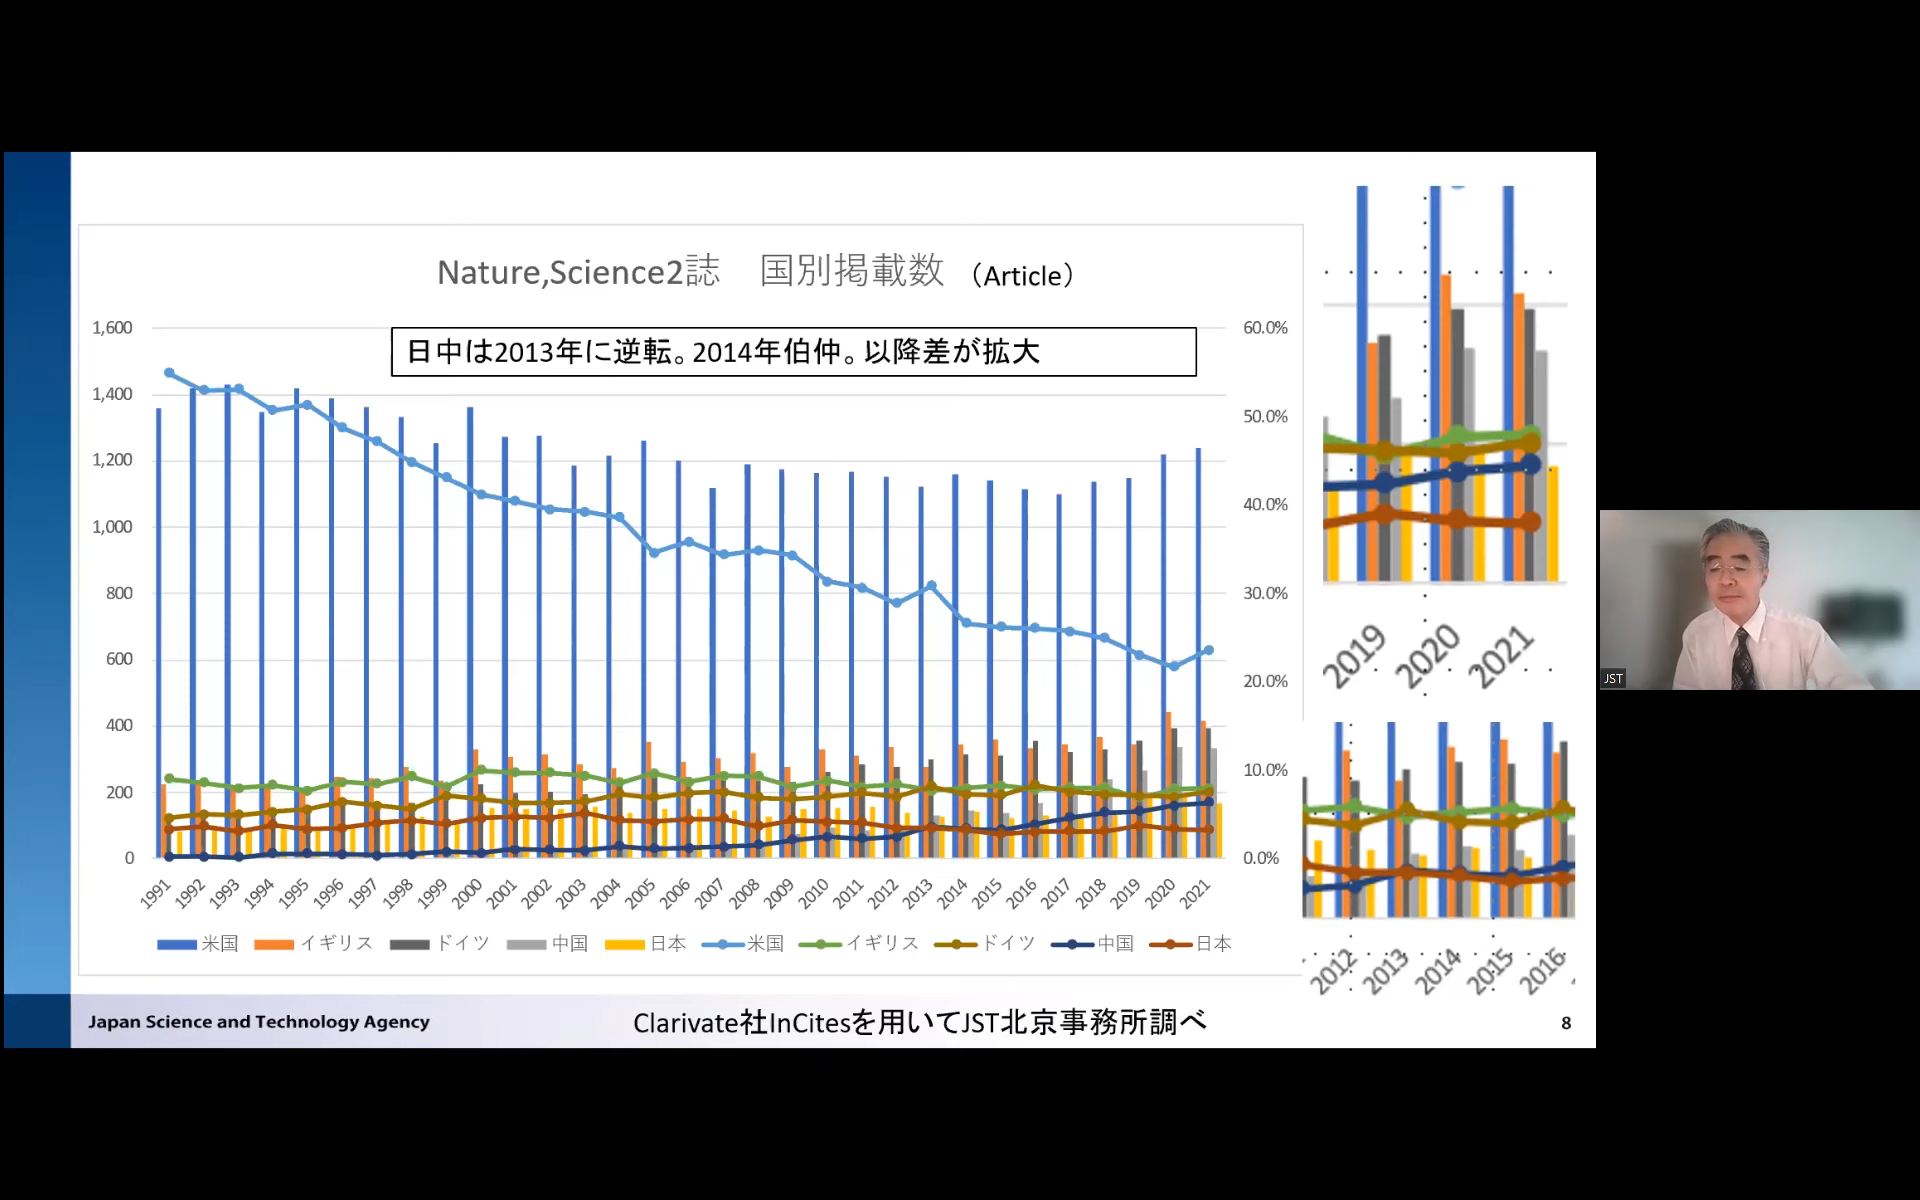 Nature,Science2誌　国別掲載数 （Article）
日中は2013年に逆転。2014年伯仲。以降差が拡大
1,600
1,400
1,200
1,000
800
600
400
200
0
60.0%
50.0%
40.0%
30.0%
20.0%
10.0%
0.0%
1991 1992 1993 1994 1995 1996 1997 1998 1999 2000 2001 2002 2003 2004 2005 2006 2007 2008 2009 2010 2011 2012 2013 2014 2015 2016 2017 2018 2019 2020 2021
米国 イギリス ドイツ 中国 日本 米国 イギリス ドイツ 中国 日本
2019 2020 2021
2012 2013 2014 2015 2016
JST
Japan Science and Technology Agency
Clarivate社InCitesを用いてJST北京事務所調べ
8